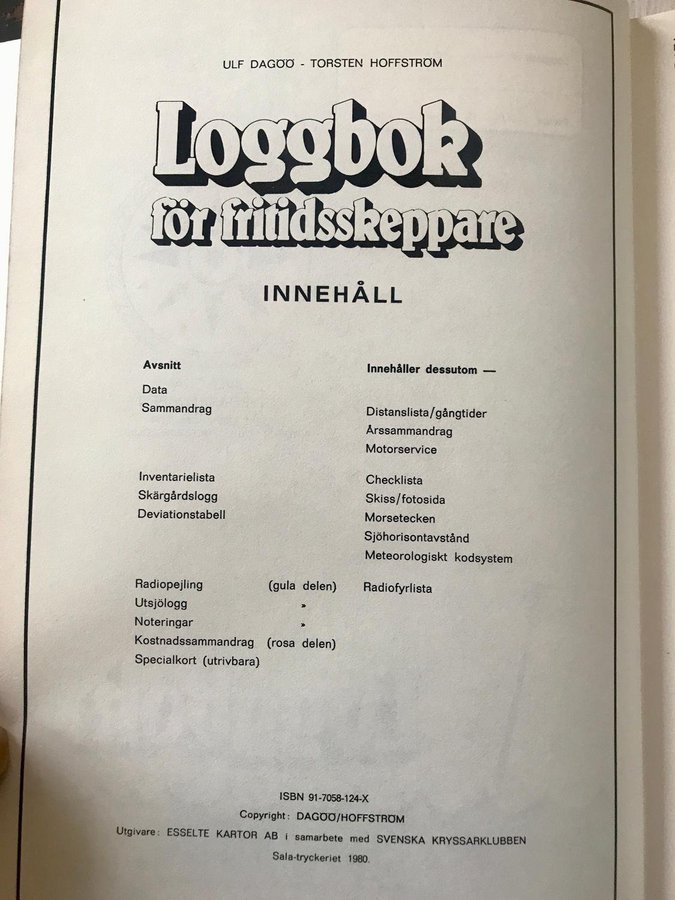 ULF DAGÖÖ - TORSTEN HOFFSTRÖM
Loggbok
för fritidsskeppare
INNEHÅLL
Avsnitt Innehåller dessutom —
Data
Sammandrag Distanslista/gångtider
Årssammandrag
Motorservice
Inventarielista Checklista
Skärgårdslogg Skiss/fotosida
Deviationstabell Morsetecken
Sjöhorisontavstånd
Meteorologiskt kodsystem
Radiopejling (gula delen) Radiofyrlista
Utsjölogg »
Noteringar »
Kostnadssammandrag (rosa delen)
Specialkort (utrivbara)
ISBN 91-7058-124-X
Copyright: DAGÖÖ/HOFFSTRÖM
Utgivare: ESSELTE KARTOR AB i samarbete med SVENSKA KRYSSARKLUBBEN
Sala-tryckeriet 1980.